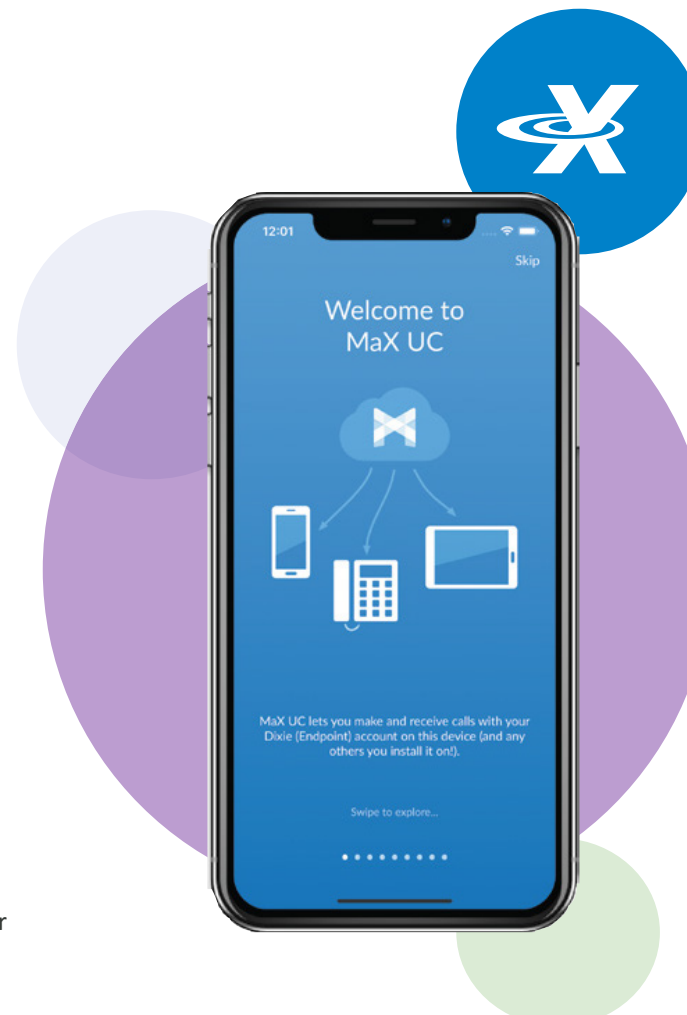 12:01
Skip
Welcome to
MaX UC
MaX UC lets you make and receive calls with your
Dixie (Endpoint) account on this device (and any
others you install it on!).
Swipe to explore...
r